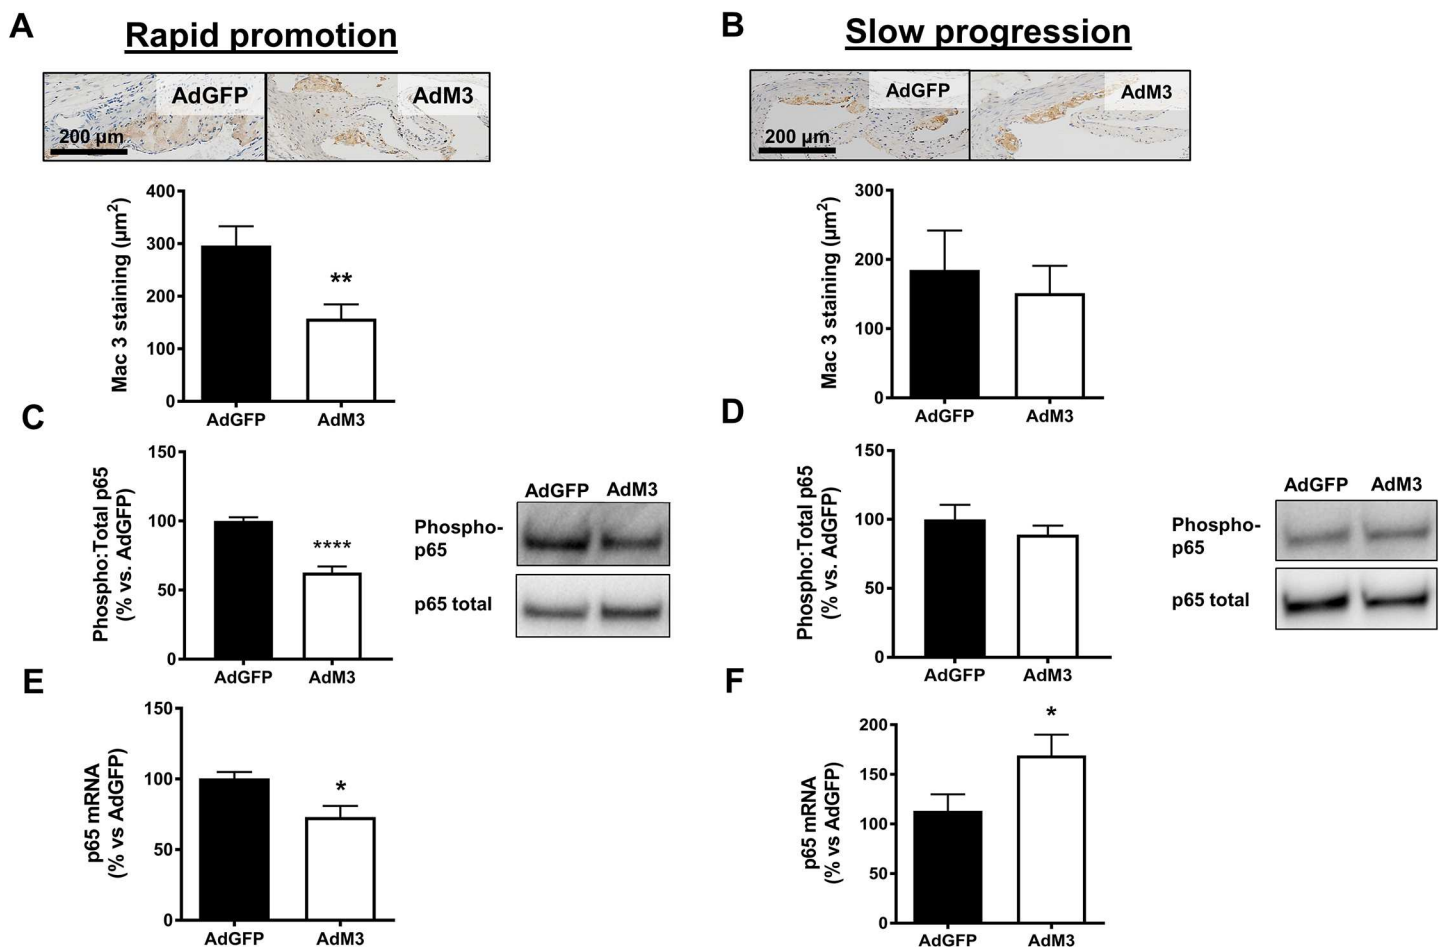 A
Rapid promotion
AdGFP
AdM3
200 µm
Mac 3 staining (µm²)
400
300
200
100
0
**
AdGFP
AdM3
B
Slow progression
AdGFP
AdM3
200 µm
Mac 3 staining (µm²)
300
200
100
0
AdGFP
AdM3
C
Phospho:Total p65
(% vs. AdGFP)
150
100
50
0
****
AdGFP
AdM3
AdGFP
AdM3
Phospho-
p65
p65 total
D
Phospho:Total p65
(% vs. AdGFP)
150
100
50
0
AdGFP
AdM3
AdGFP
AdM3
Phospho-
p65
p65 total
E
p65 mRNA
(% vs AdGFP)
150
100
50
0
*
AdGFP
AdM3
F
p65 mRNA
(% vs AdGFP)
200
150
100
50
0
*
AdGFP
AdM3